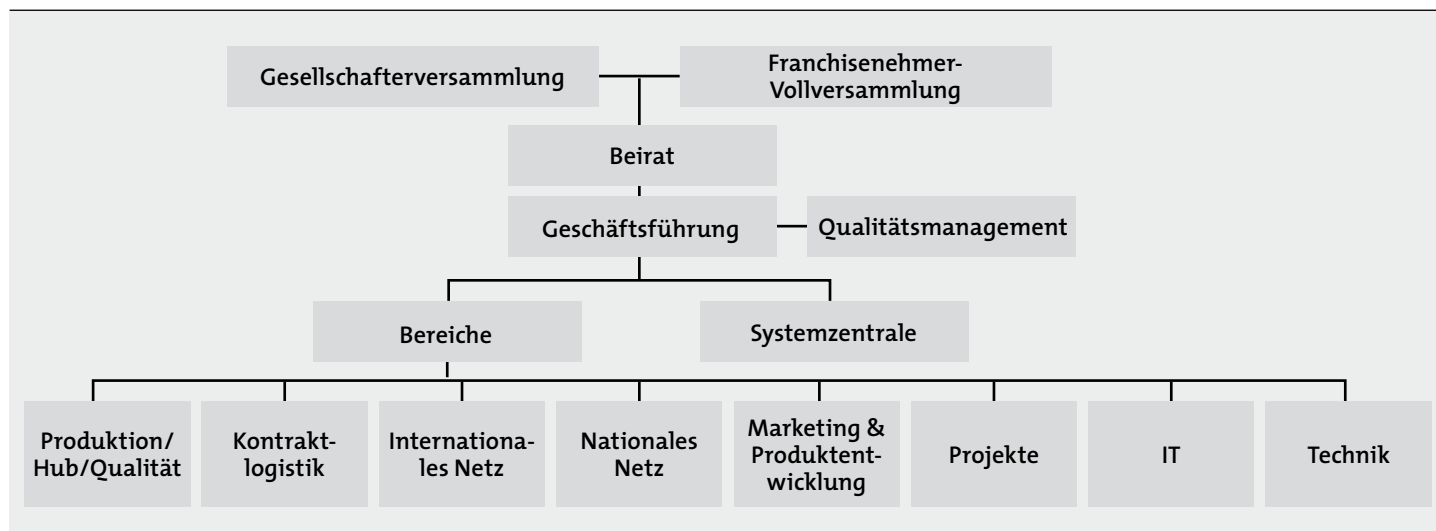 Gesellschafterversammlung
Franchisenehmer-
Vollversammlung
Beirat
Geschäftsführung
Qualitätsmanagement
Bereiche
Systemzentrale
Produktion/
Hub/Qualität
Kontrakt-
logistik
Internationa-
les Netz
Nationales
Netz
Marketing &
Produktent-
wicklung
Projekte
IT
Technik